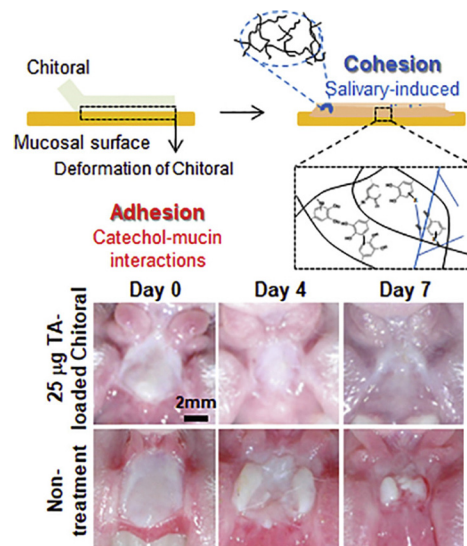 Chitoral
Mucosal surface
Deformation of Chitoral
Cohesion
Salivary-induced
Adhesion
Catechol-mucin
interactions
Day 0 Day 4 Day 7
25 μg TA-
loaded Chitoral
2mm
Non-
treatment